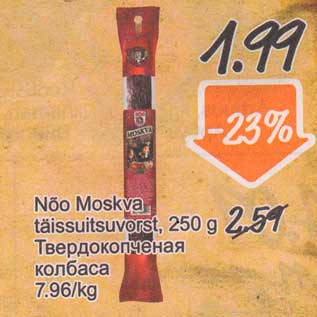 1.99
-23%
MOSKVA
Nõo Moskva
täissuitsuvorst, 250 g 2,59
Твердокопченая
колбаса
7.96/kg